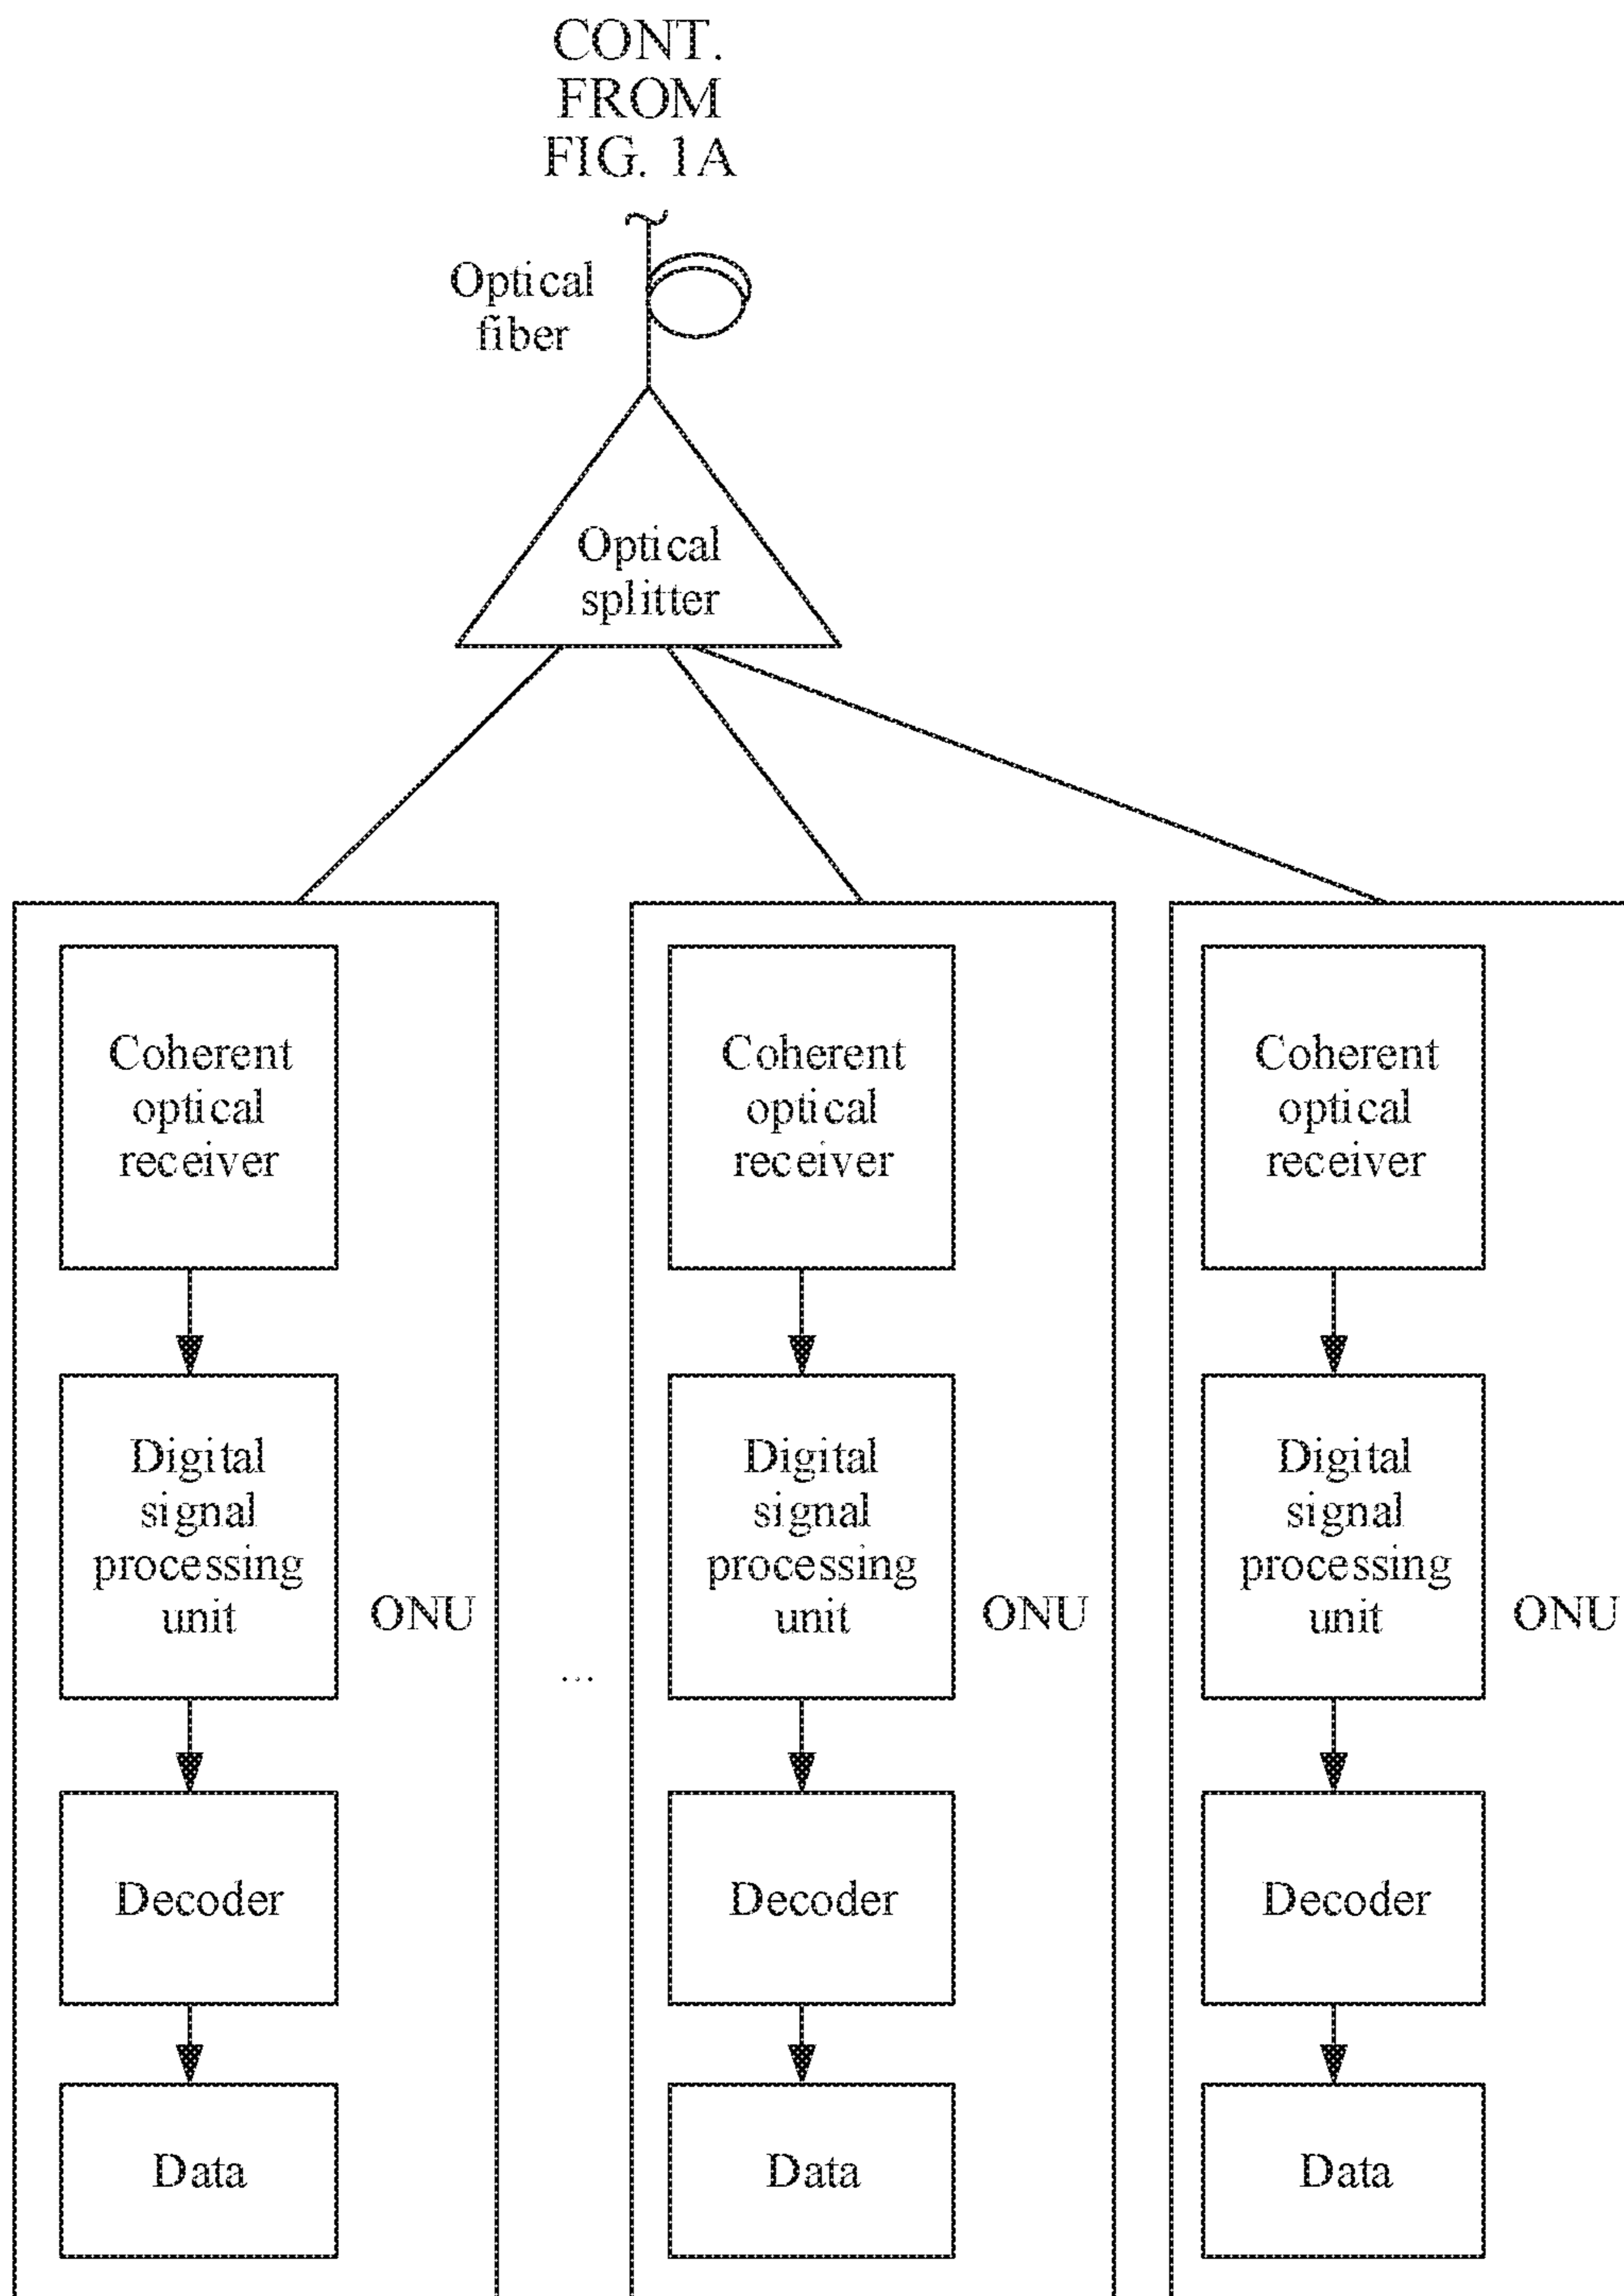 CONT.
FROM
FIG. 1A
Optical
fiber
Optical
splitter
Coherent
optical
receiver
Digital
signal
processing
unit
ONU
Decoder
Data
...
Coherent
optical
receiver
Digital
signal
processing
unit
ONU
Decoder
Data
Coherent
optical
receiver
Digital
signal
processing
unit
ONU
Decoder
Data